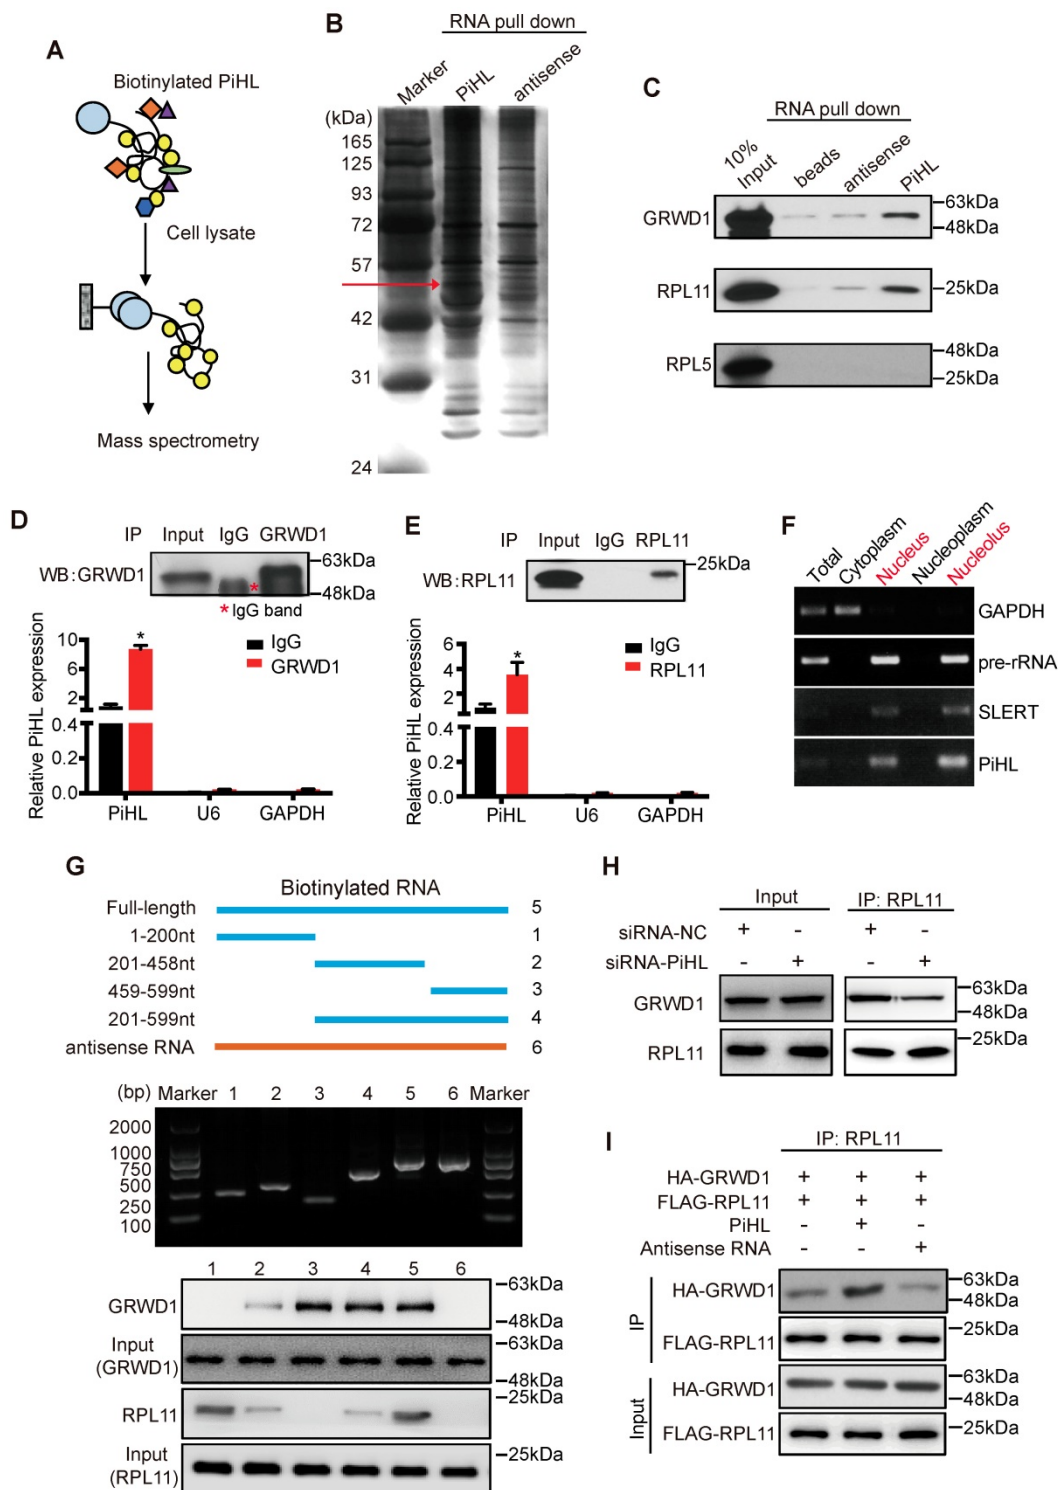 A
Biotinylated PiHL
Cell lysate
Mass spectrometry
B
RNA pull down
Marker PiHL antisense
(kDa)
165
125
93
72
57
42
31
24
C
RNA pull down
10% Input beads antisense PiHL
GRWD1 63kDa
48kDa
RPL11 25kDa
RPL5 48kDa
25kDa
D
IP Input IgG GRWD1
WB:GRWD1 63kDa
48kDa
*
* IgG band
Relative PiHL expression
10
5
0.4
0.2
0.0
*
IgG
GRWD1
PiHL U6 GAPDH
E
IP Input IgG RPL11
WB:RPL11 25kDa
Relative PiHL expression
6
4
2
0.4
0.2
0.0
*
IgG
RPL11
PiHL U6 GAPDH
F
Total Cytoplasm Nucleus Nucleoplasm Nucleolus
GAPDH
pre-rRNA
SLERT
PiHL
G
Biotinylated RNA
Full-length 5
1-200nt 1
201-458nt 2
459-599nt 3
201-599nt 4
antisense RNA 6
(bp) Marker 1 2 3 4 5 6 Marker
2000
1000
750
500
250
100
1 2 3 4 5 6
GRWD1 63kDa
48kDa
Input (GRWD1) 63kDa
48kDa
RPL11 25kDa
Input (RPL11) 25kDa
H
Input IP: RPL11
siRNA-NC + - + -
siRNA-PiHL - + - +
GRWD1 63kDa
48kDa
RPL11 25kDa
I
IP: RPL11
HA-GRWD1 + + +
FLAG-RPL11 + + +
PiHL - + -
Antisense RNA - - +
IP
HA-GRWD1 63kDa
48kDa
FLAG-RPL11 25kDa
Input
HA-GRWD1 63kDa
48kDa
FLAG-RPL11 25kDa